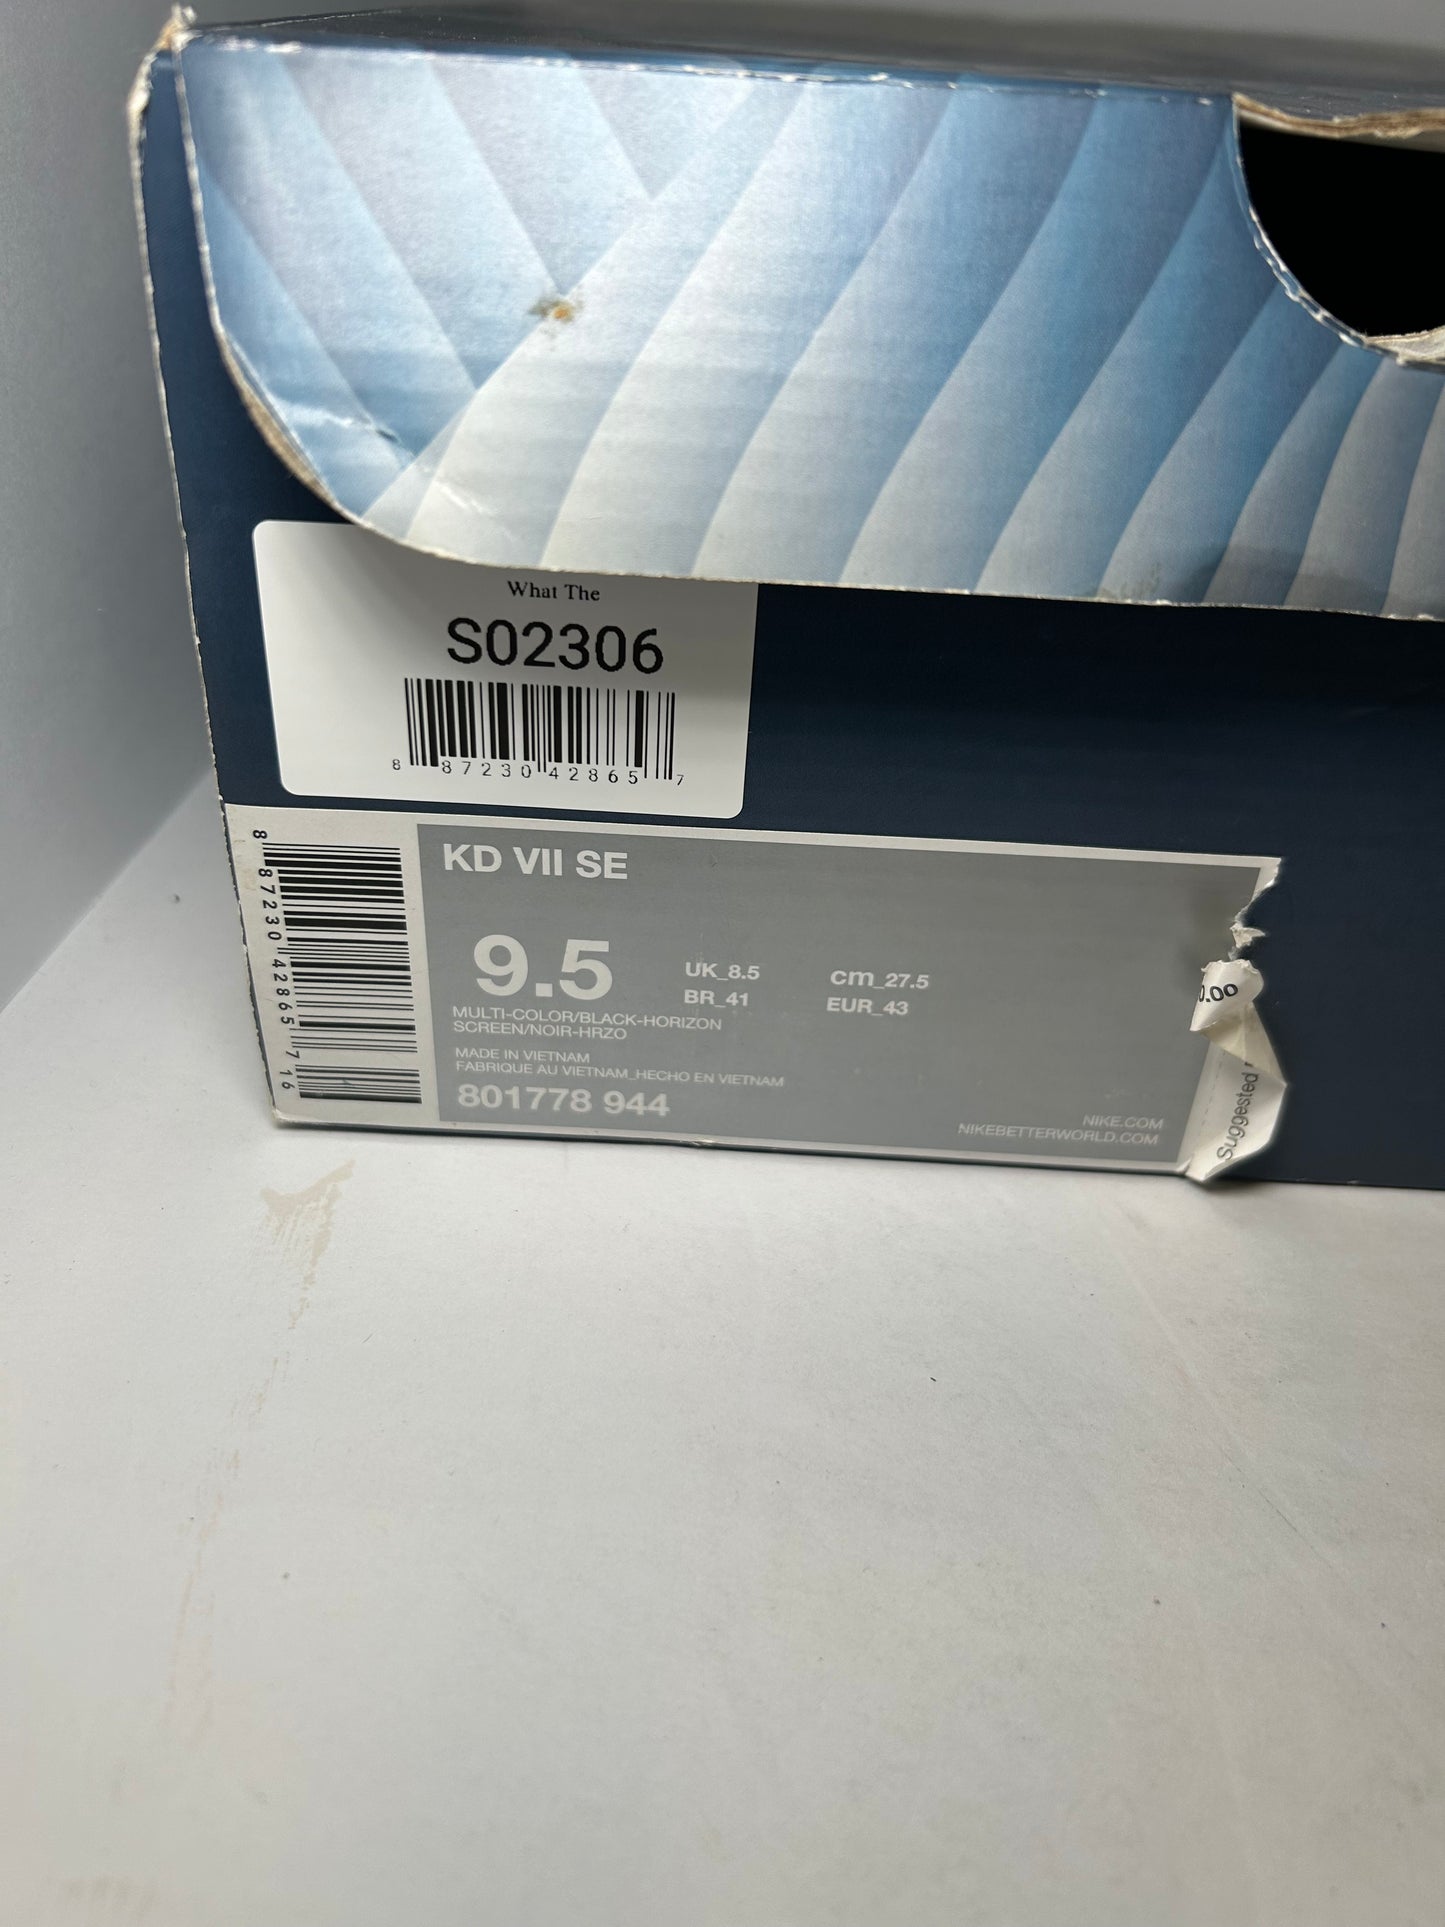 What The
S02306
8 87230 42865 7
8 87230 42865 7 16
KD VII SE
9.5
UK_8.5
cm_27.5
BR_41
EUR_43
MULTI-COLOR/BLACK-HORIZON
SCREEN/NOIR-HRZO
MADE IN VIETNAM
FABRIQUE AU VIETNAM_HECHO EN VIETNAM
801778 944
NIKE.COM
NIKEBETTERWORLD.COM
.00
Suggested